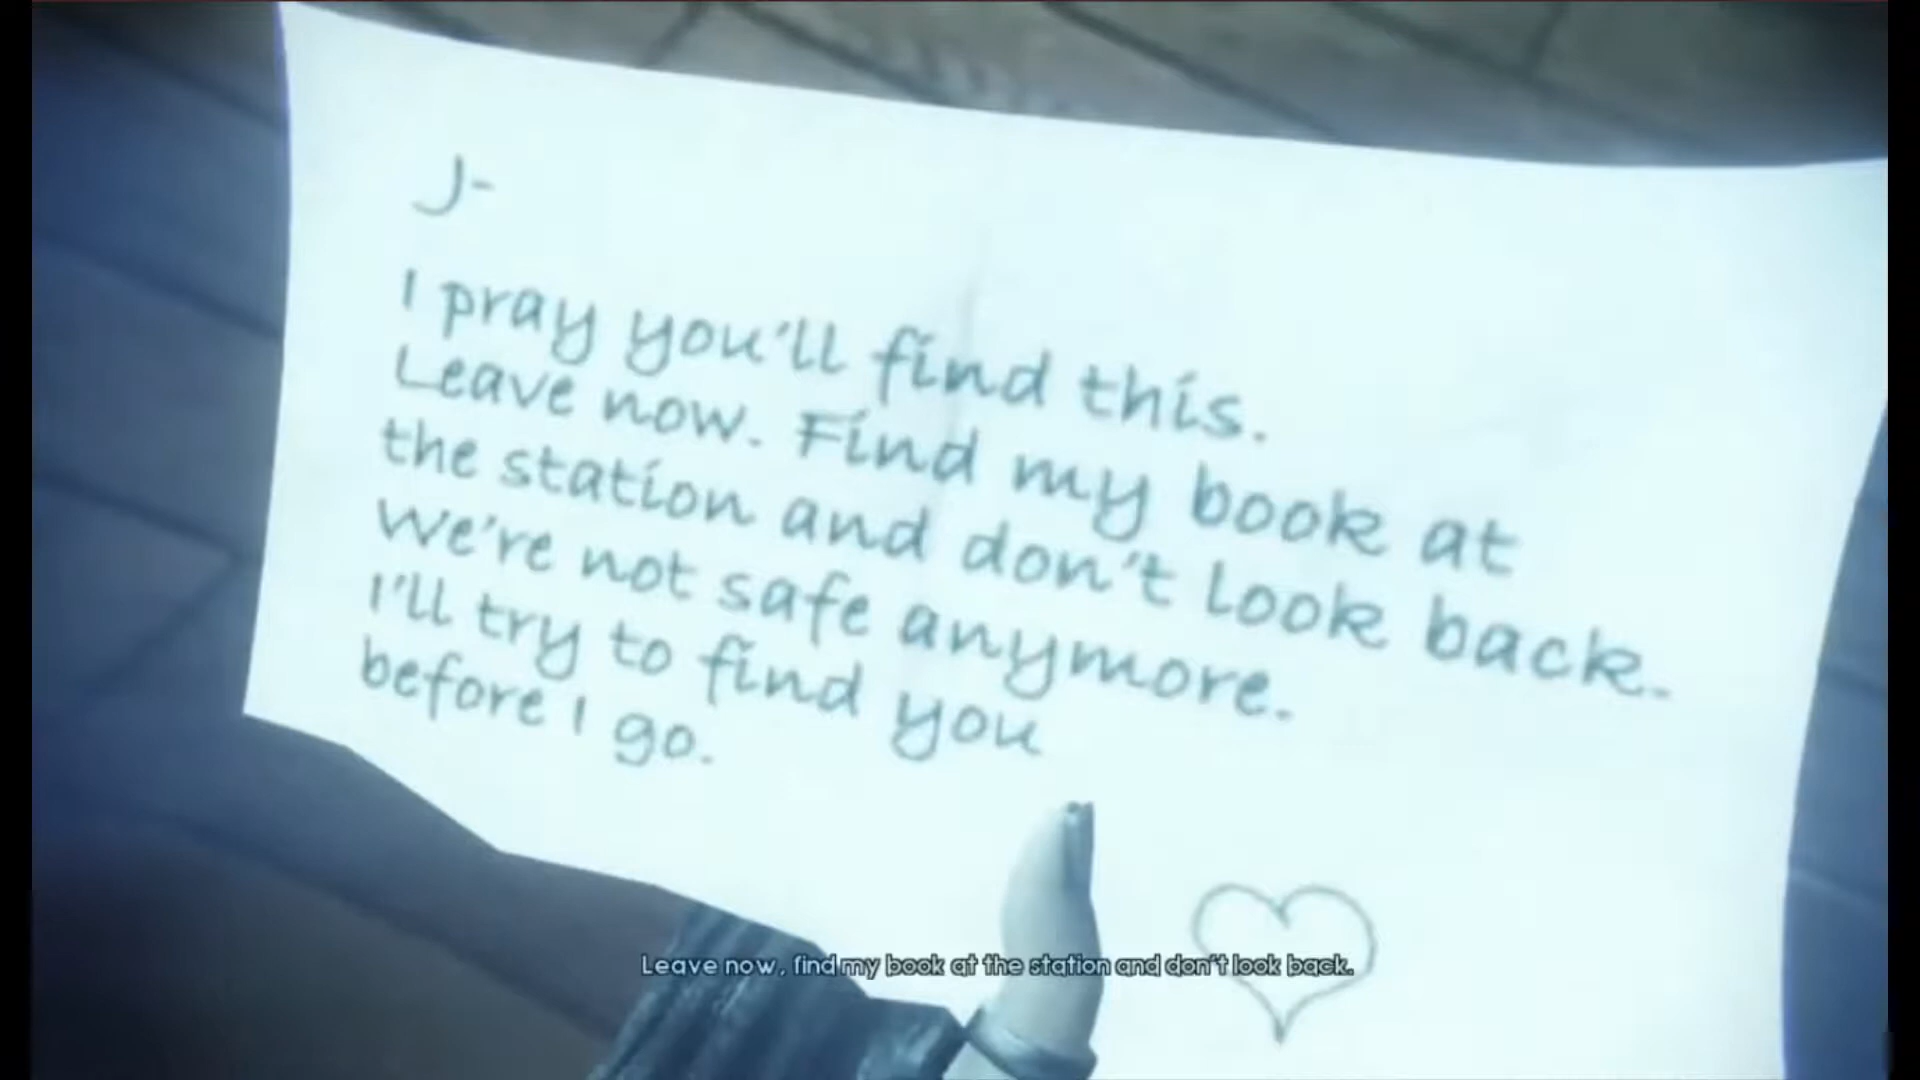 J-
I pray you'll find this.
Leave now. Find my book at
the station and don't look back.
We're not safe anymore.
I'll try to find you
before I go.
Leave now, find my book at the station and don't look back.